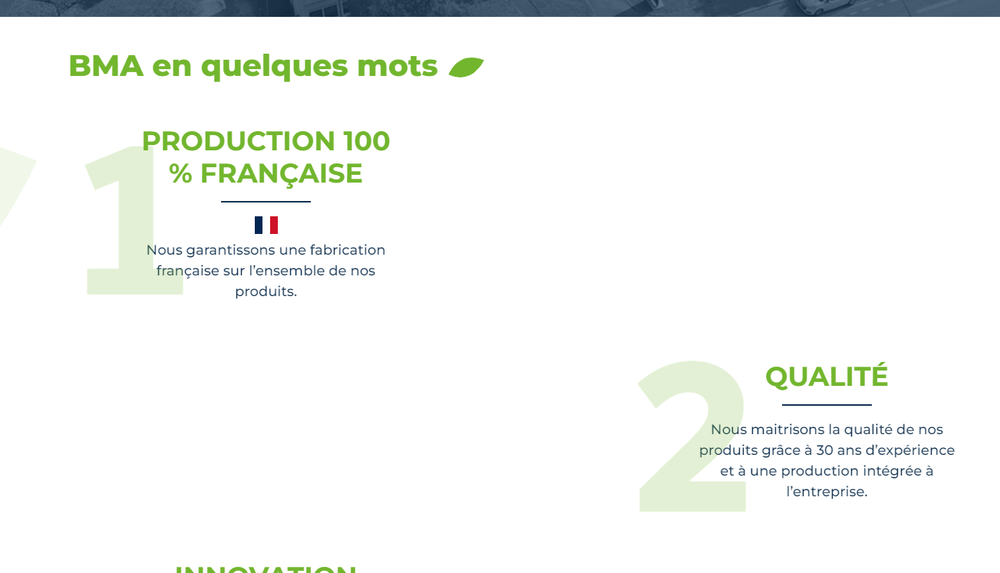 BMA en quelques mots
1
PRODUCTION 100
% FRANÇAISE
Nous garantissons une fabrication
française sur l’ensemble de nos
produits.
2
QUALITÉ
Nous maitrisons la qualité de nos
produits grâce à 30 ans d’expérience
et à une production intégrée à
l’entreprise.
INNOVATION